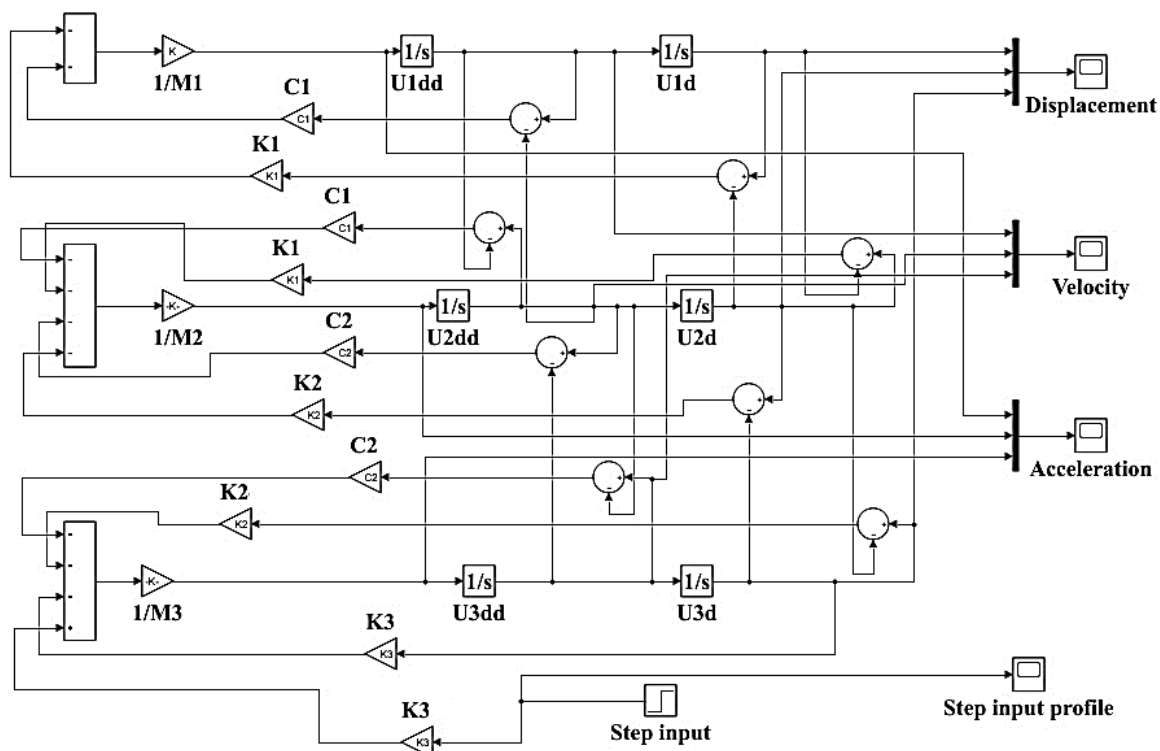 K
1/M1
1/s
U1dd
1/s
U1d
Displacement
C1
C1
K1
K1
C1
C1
K1
K1
Velocity
-K-
1/M2
1/s
U2dd
1/s
U2d
C2
C2
K2
K2
Acceleration
C2
C2
K2
K2
-K-
1/M3
1/s
U3dd
1/s
U3d
K3
K3
K3
K3
Step input
Step input profile